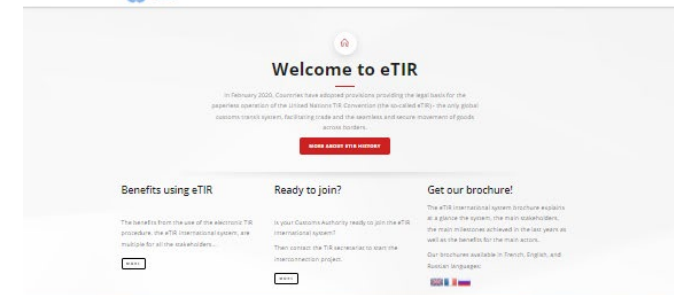 Welcome to eTIR
In February 2020, Countries have adopted provisions providing the legal basis for the
paperless operation of the United Nations TIR Convention (the so-called eTIR)- the only global
customs transit system, facilitating trade and the seamless and secure movement of goods
across borders.
MORE ABOUT ETIR HISTORY
Benefits using eTIR
The benefits from the use of the electronic TIR
procedure, the eTIR international system, are
multiple for all the stakeholders...
MORE
Ready to join?
Is your Customs Authority ready to join the eTIR
international system?
Then contact the TIR secretariat to start the
interconnection project.
MORE
Get our brochure!
The eTIR international system brochure explains
at a glance the system, the main stakeholders,
the main milestones achieved in the last years as
well as the benefits for the main actors.
Our brochures available in French, English, and
Russian languages: